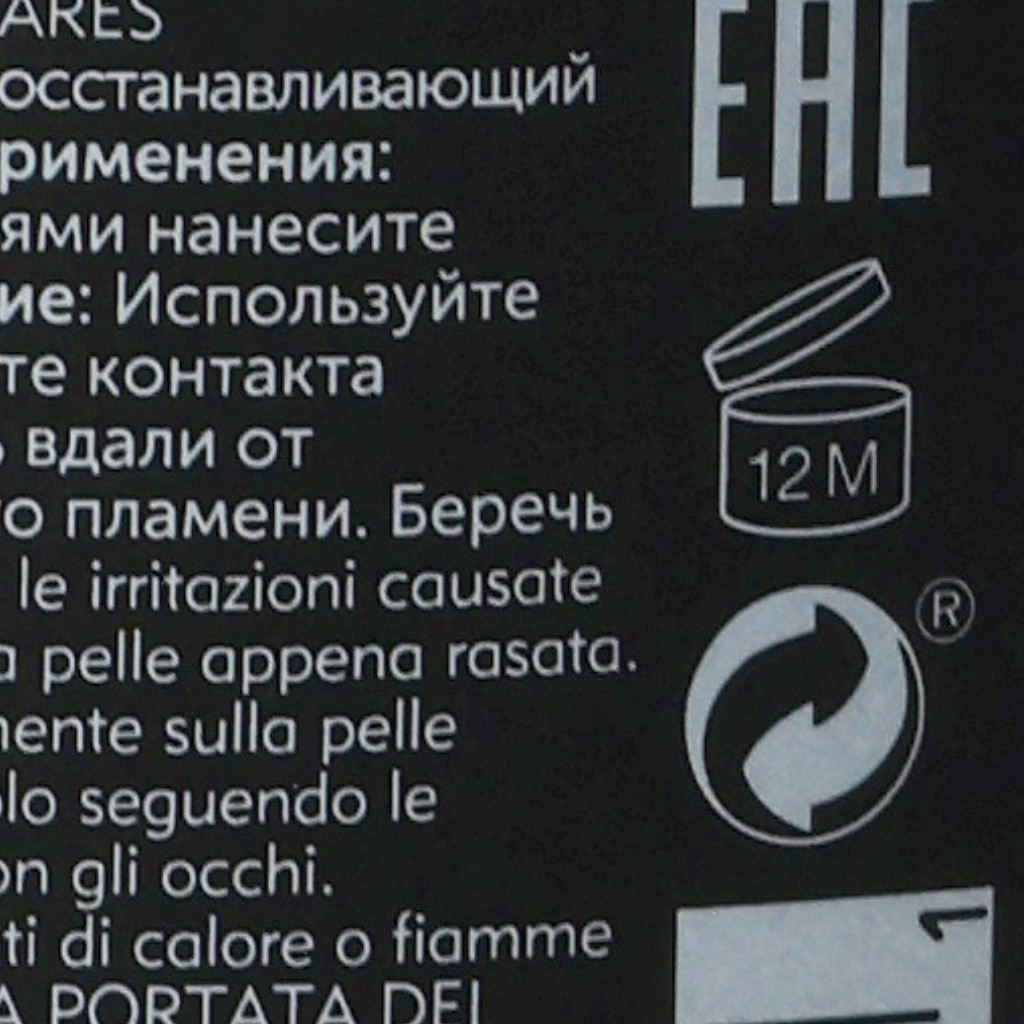 ARES
осстанавливающий
рименения:
ями нанесите
ие: Используйте
те контакта
ь вдали от
о пламени. Беречь
le irritazioni causate
a pelle appena rasata.
mente sulla pelle
olo seguendo le
on gli occhi.
ti di calore o fiamme
A PORTATA DEI
EAC
12 M
®
1